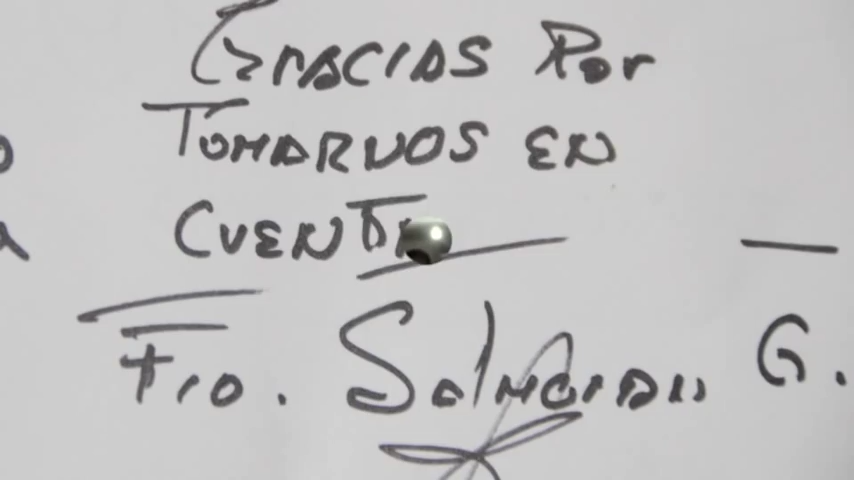 GRACIAS POR
TOMARNOS EN
CUENTA
Fco. G.